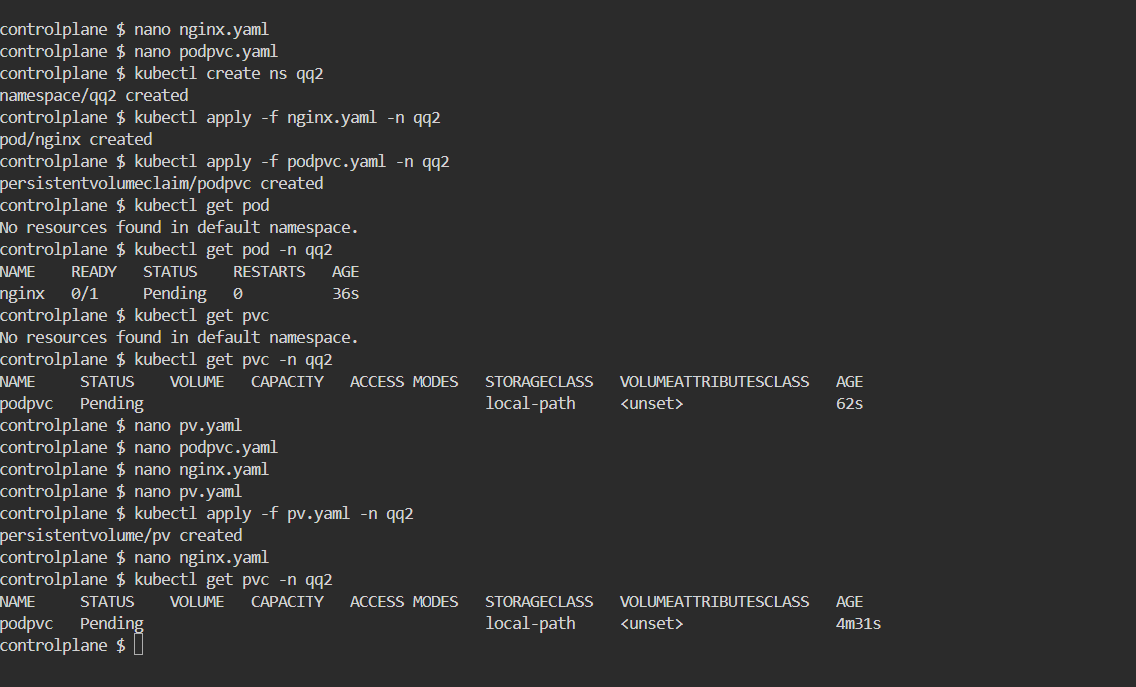 controlplane $ nano nginx.yaml
controlplane $ nano podpvc.yaml
controlplane $ kubectl create ns qq2
namespace/qq2 created
controlplane $ kubectl apply -f nginx.yaml -n qq2
pod/nginx created
controlplane $ kubectl apply -f podpvc.yaml -n qq2
persistentvolumeclaim/podpvc created
controlplane $ kubectl get pod
No resources found in default namespace.
controlplane $ kubectl get pod -n qq2
NAME    READY   STATUS    RESTARTS   AGE
nginx   0/1     Pending   0          36s
controlplane $ kubectl get pvc
No resources found in default namespace.
controlplane $ kubectl get pvc -n qq2
NAME     STATUS    VOLUME   CAPACITY   ACCESS MODES   STORAGECLASS   VOLUMEATTRIBUTESCLASS   AGE
podpvc   Pending                                      local-path     <unset>                 62s
controlplane $ nano pv.yaml
controlplane $ nano podpvc.yaml
controlplane $ nano nginx.yaml
controlplane $ nano pv.yaml
controlplane $ kubectl apply -f pv.yaml -n qq2
persistentvolume/pv created
controlplane $ nano nginx.yaml
controlplane $ kubectl get pvc -n qq2
NAME     STATUS    VOLUME   CAPACITY   ACCESS MODES   STORAGECLASS   VOLUMEATTRIBUTESCLASS   AGE
podpvc   Pending                                      local-path     <unset>                 4m31s
controlplane $